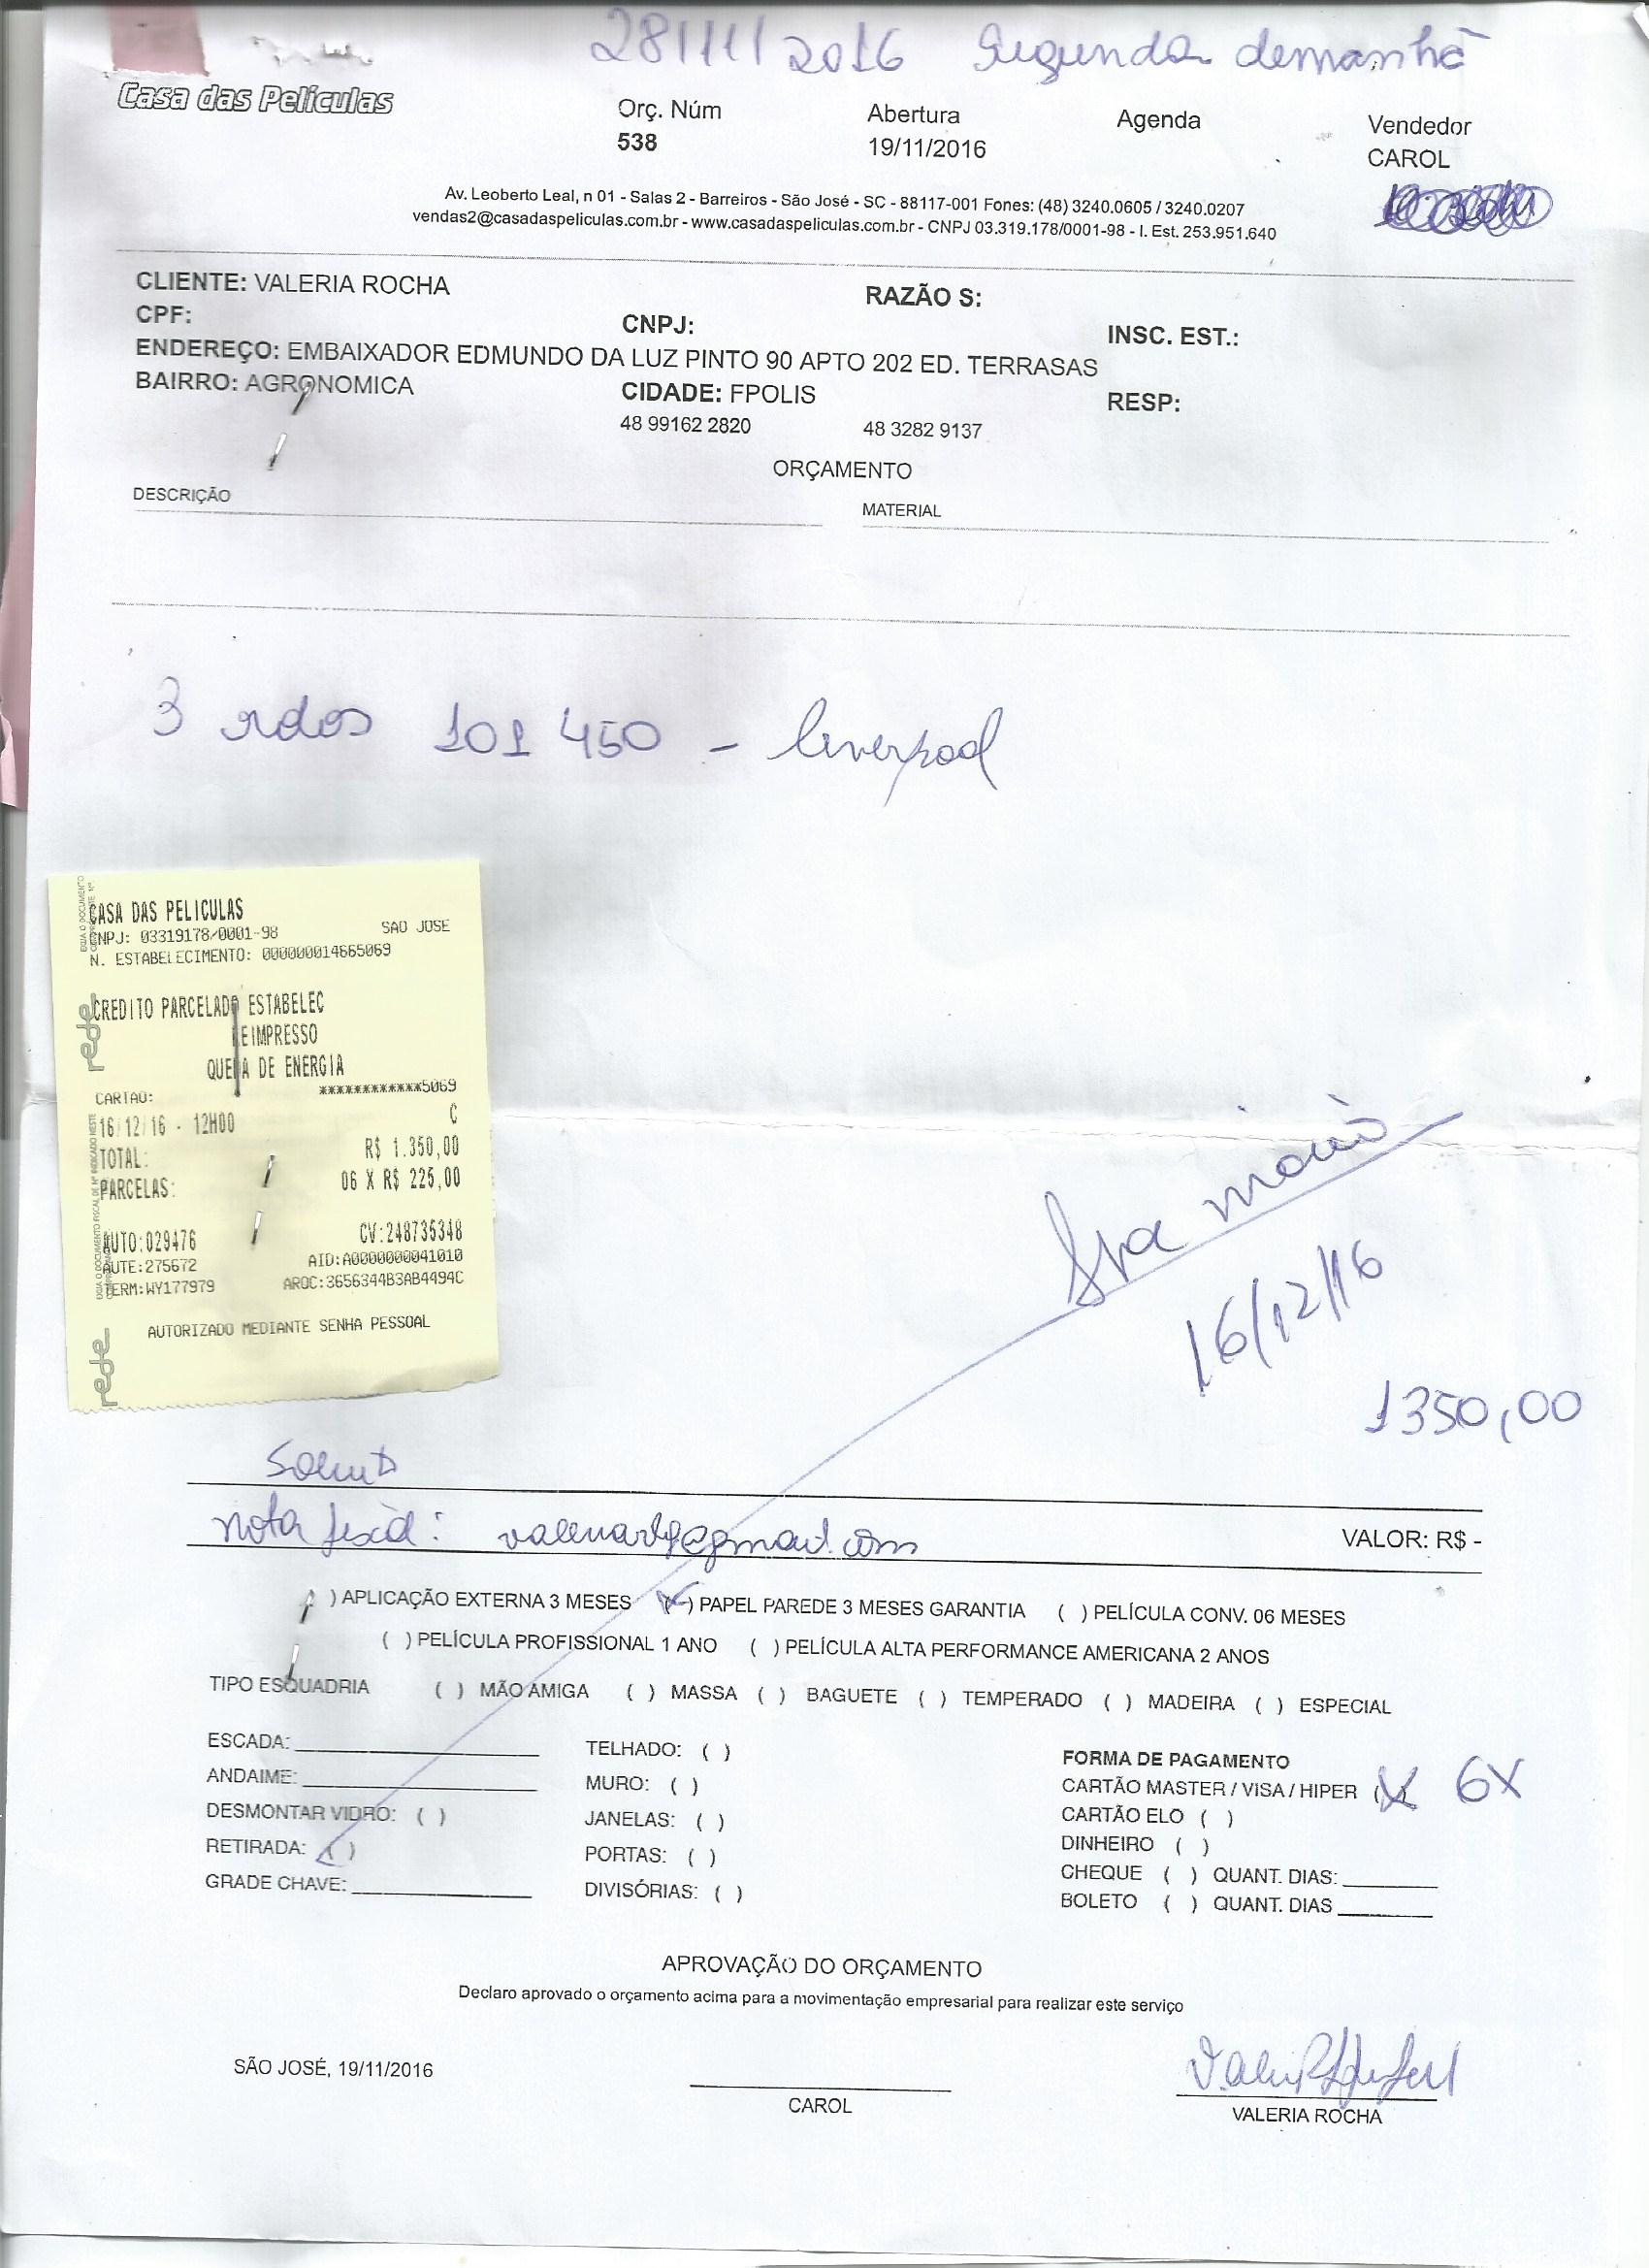 28/11/2016 Segunda demanhã
Casa das Películas
Orç. Núm Abertura Agenda Vendedor
538 19/11/2016 CAROL
Av. Leoberto Leal, n 01 - Salas 2 - Barreiros - São José - SC - 88117-001 Fones: (48) 3240.0605 / 3240.0207
vendas2@casadaspeliculas.com.br - www.casadaspeliculas.com.br - CNPJ 03.319.178/0001-98 - I. Est. 253.951.640
CLIENTE: VALERIA ROCHA RAZÃO S:
CPF: CNPJ: INSC. EST.:
ENDEREÇO: EMBAIXADOR EDMUNDO DA LUZ PINTO 90 APTO 202 ED. TERRASAS
BAIRRO: AGRONOMICA CIDADE: FPOLIS RESP:
48 99162 2820 48 3282 9137
ORÇAMENTO
DESCRIÇÃO MATERIAL
3 rolos 101 450 - liverpool
CASA DAS PELICULAS
CNPJ: 03319178/0001-98 SAO JOSE
N. ESTABELECIMENTO: 000000014665069
CREDITO PARCELADO ESTABELEC
REIMPRESSO
QUEDA DE ENERGIA
CARTAO: ************5069
16/12/16 - 12H00 C
TOTAL: R$ 1.350,00
PARCELAS: 06 X R$ 225,00
AUTO:029476 CV:248735348
AUTE:275672 AID:A0000000041010
TERM:WY177979 ARQC:3656344B3AB4494C
AUTORIZADO MEDIANTE SENHA PESSOAL
rede
rede
16/12/16
1350,00
nota fiscal: @gmail.com VALOR: R$ -
( ) APLICAÇÃO EXTERNA 3 MESES (X) PAPEL PAREDE 3 MESES GARANTIA ( ) PELÍCULA CONV. 06 MESES
( ) PELÍCULA PROFISSIONAL 1 ANO ( ) PELÍCULA ALTA PERFORMANCE AMERICANA 2 ANOS
TIPO ESQUADRIA ( ) MÃO AMIGA ( ) MASSA ( ) BAGUETE ( ) TEMPERADO ( ) MADEIRA ( ) ESPECIAL
ESCADA: TELHADO: ( ) FORMA DE PAGAMENTO
ANDAIME: MURO: ( ) CARTÃO MASTER / VISA / HIPER (X) 6X
DESMONTAR VIDRO: ( ) JANELAS: ( ) CARTÃO ELO ( )
RETIRADA: ( ) PORTAS: ( ) DINHEIRO ( )
GRADE CHAVE: DIVISÓRIAS: ( ) CHEQUE ( ) QUANT. DIAS:
BOLETO ( ) QUANT. DIAS
APROVAÇÃO DO ORÇAMENTO
Declaro aprovado o orçamento acima para a movimentação empresarial para realizar este serviço
SÃO JOSÉ, 19/11/2016
CAROL VALERIA ROCHA